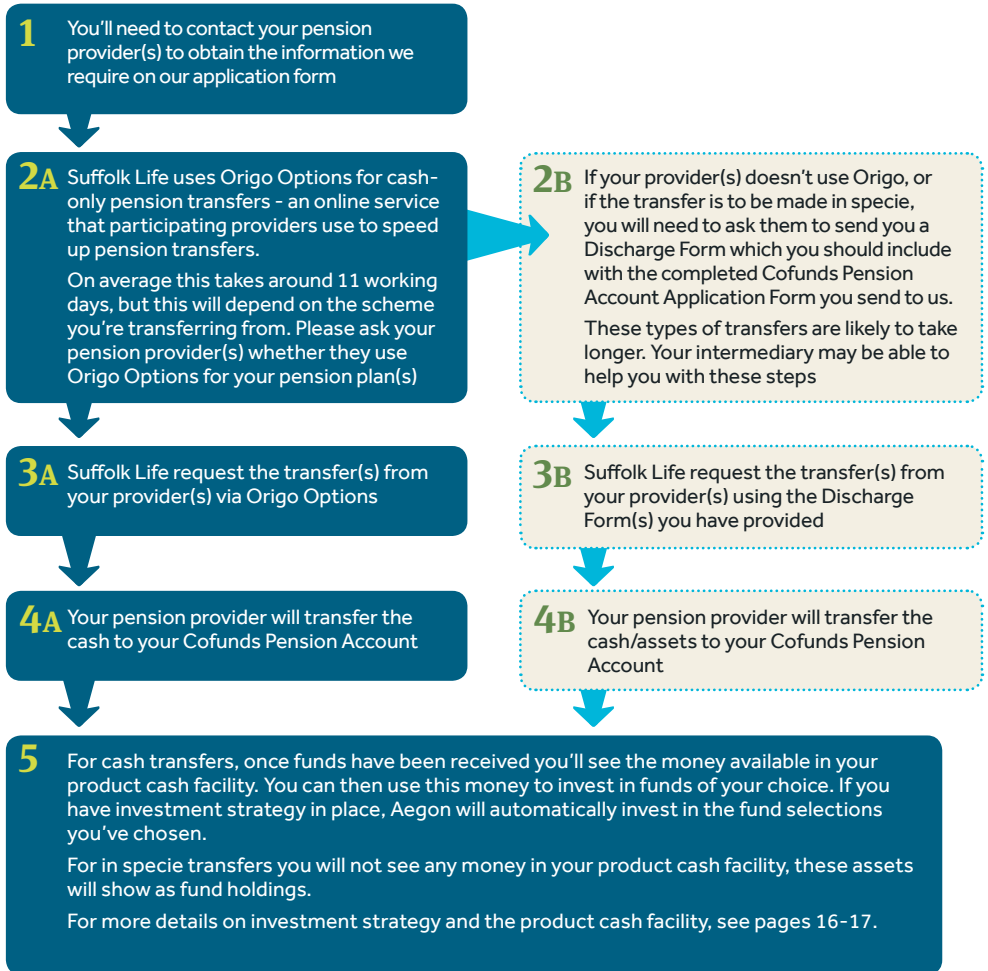 1
You'll need to contact your pension
provider(s) to obtain the information we
require on our application form
2A
Suffolk Life uses Origo Options for cash-
only pension transfers - an online service
that participating providers use to speed
up pension transfers.
On average this takes around 11 working
days, but this will depend on the scheme
you're transferring from. Please ask your
pension provider(s) whether they use
Origo Options for your pension plan(s)
2B
If your provider(s) doesn't use Origo, or
if the transfer is to be made in specie,
you will need to ask them to send you a
Discharge Form which you should include
with the completed Cofunds Pension
Account Application Form you send to us.
These types of transfers are likely to take
longer. Your intermediary may be able to
help you with these steps
3A
Suffolk Life request the transfer(s) from
your provider(s) via Origo Options
3B
Suffolk Life request the transfer(s) from
your provider(s) using the Discharge
Form(s) you have provided
4A
Your pension provider will transfer the
cash to your Cofunds Pension Account
4B
Your pension provider will transfer the
cash/assets to your Cofunds Pension
Account
5
For cash transfers, once funds have been received you'll see the money available in your
product cash facility. You can then use this money to invest in funds of your choice. If you
have investment strategy in place, Aegon will automatically invest in the fund selections
you've chosen.
For in specie transfers you will not see any money in your product cash facility, these assets
will show as fund holdings.
For more details on investment strategy and the product cash facility, see pages 16-17.